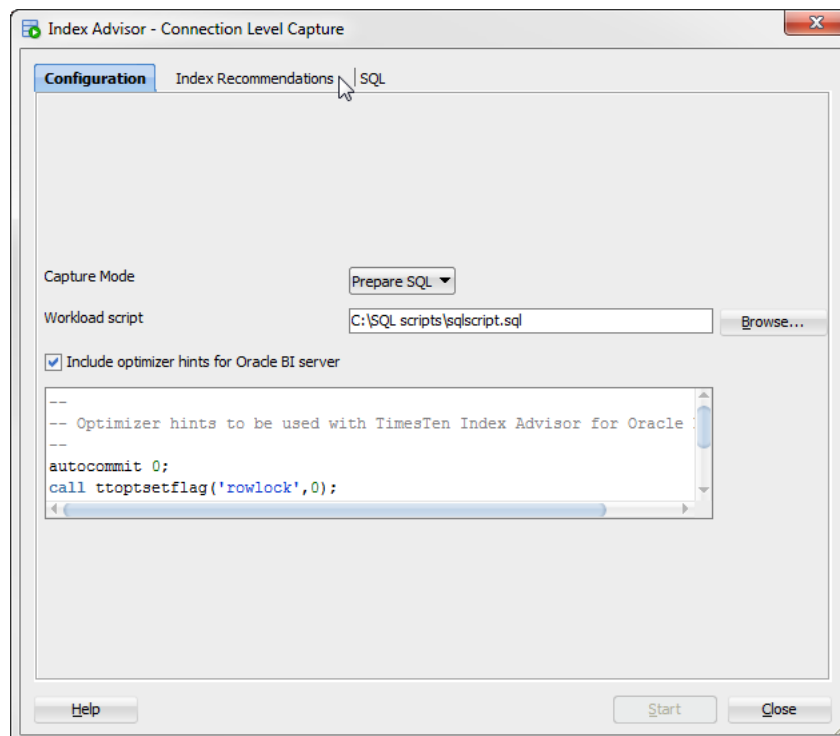 Index Advisor - Connection Level Capture
Configuration Index Recommendations SQL
Capture Mode Prepare SQL
Workload script C:\SQL scripts\sqlscript.sql Browse...
Include optimizer hints for Oracle BI server
--
-- Optimizer hints to be used with TimesTen Index Advisor for Oracle
--
autocommit 0;
call ttoptsetflag('rowlock',0);
Help Start Close